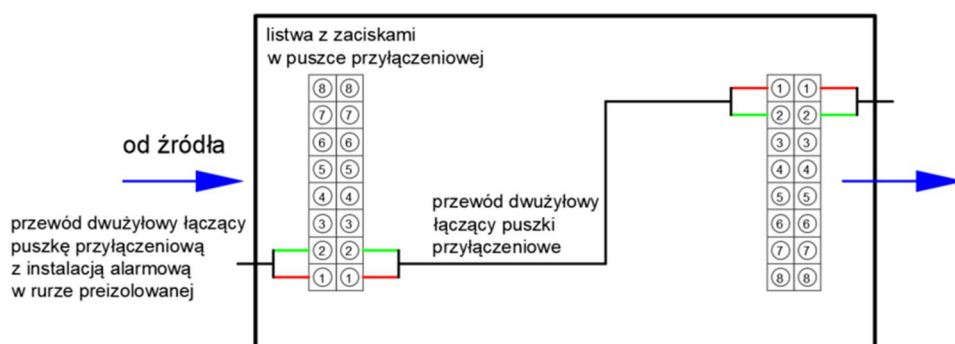 listwa z zaciskami
w puszce przyłączeniowej
8 8
7 7
6 6
5 5
4 4
3 3
2 2
1 1
od źródła
przewód dwużyłowy łączący
puszkę przyłączeniową
z instalacją alarmową
w rurze preizolowanej
przewód dwużyłowy
łączący puszki
przyłączeniowe
1 1
2 2
3 3
4 4
5 5
6 6
7 7
8 8